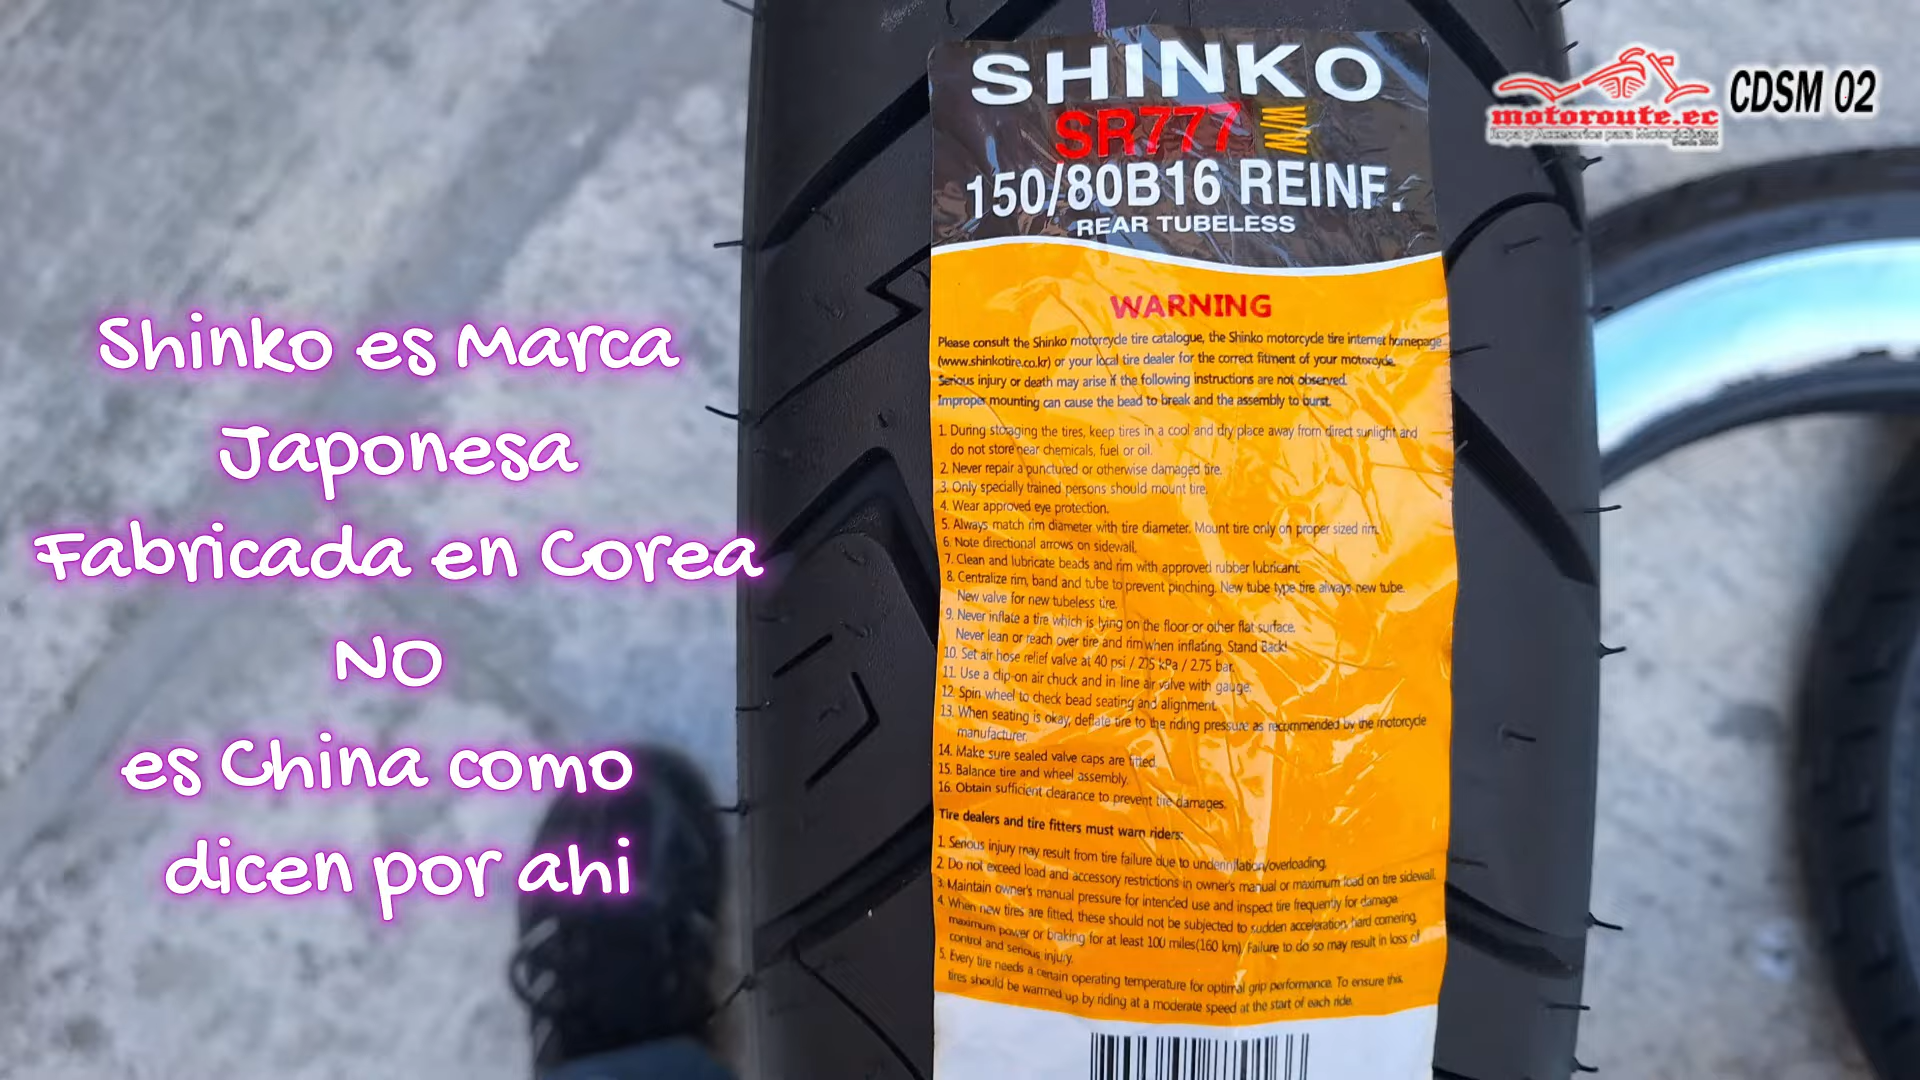 SHINKO
SR777 WW
150/80B16 REINF.
REAR TUBELESS
WARNING
Please consult the Shinko motorcycle tire catalogue, the Shinko motorcycle tire internet homepage
(www.shinkotire.co.kr) or your local tire dealer for the correct fitment of your motorcycle.
Serious injury or death may arise if the following instructions are not observed.
Improper mounting can cause the bead to break and the assembly to burst.
1. During storaging the tires, keep tires in a cool and dry place away from direct sunlight and
do not store near chemicals, fuel or oil.
2. Never repair a punctured or otherwise damaged tire.
3. Only specially trained persons should mount tire.
4. Wear approved eye protection.
5. Always match rim diameter with tire diameter. Mount tire only on proper sized rim.
6. Note directional arrows on sidewall.
7. Clean and lubricate beads and rim with approved rubber lubricant.
8. Centralize rim, band and tube to prevent pinching. New tube type tire always new tube.
New valve for new tubeless tire.
9. Never inflate a tire which is lying on the floor or other flat surface.
Never lean or reach over tire and rim when inflating. Stand Back!
10. Set air hose relief valve at 40 psi / 275 kPa / 2.75 bar.
11. Use a clip-on air chuck and in line air valve with gauge.
12. Spin wheel to check bead seating and alignment.
13. When seating is okay, deflate tire to the riding pressure as recommended by the motorcycle
manufacturer.
14. Make sure sealed valve caps are fitted.
15. Balance tire and wheel assembly.
16. Obtain sufficient clearance to prevent tire damages.
Tire dealers and tire fitters must warn riders:
1. Serious injury may result from tire failure due to underinflation/overloading.
2. Do not exceed load and accessory restrictions in owner's manual or maximum load on tire sidewall.
3. Maintain owner's manual pressure for intended use and inspect tire frequently for damage.
4. When new tires are fitted, these should not be subjected to sudden acceleration, hard cornering,
maximum power or braking for at least 100 miles(160 km). Failure to do so may result in loss of
control and serious injury.
5. Every tire needs a certain operating temperature for optimal grip performance. To ensure this
tires should be warmed up by riding at a moderate speed at the start of each ride.
Shinko es Marca
Japonesa
Fabricada en Corea
NO
es China como
dicen por ahi
motoroute.ec
Ropa y Accesorios para Motociclistas
Desde 2004
CDSM 02